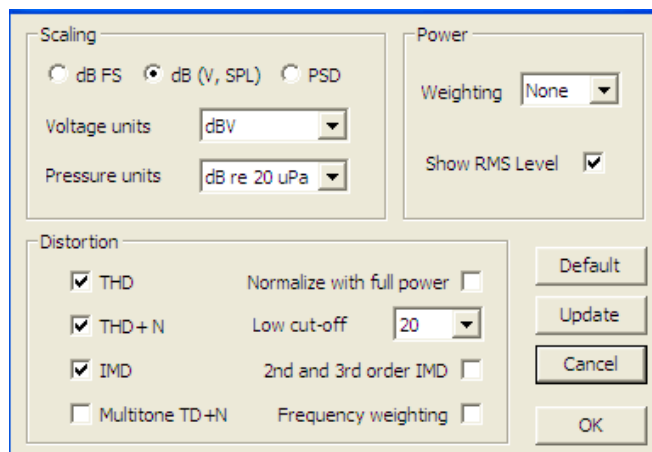 Scaling
dB FS dB (V, SPL) PSD
Voltage units dBV
Pressure units dB re 20 uPa
Power
Weighting None
Show RMS Level
Distortion
THD Normalize with full power
THD+N Low cut-off 20
IMD 2nd and 3rd order IMD
Multitone TD+N Frequency weighting
Default
Update
Cancel
OK